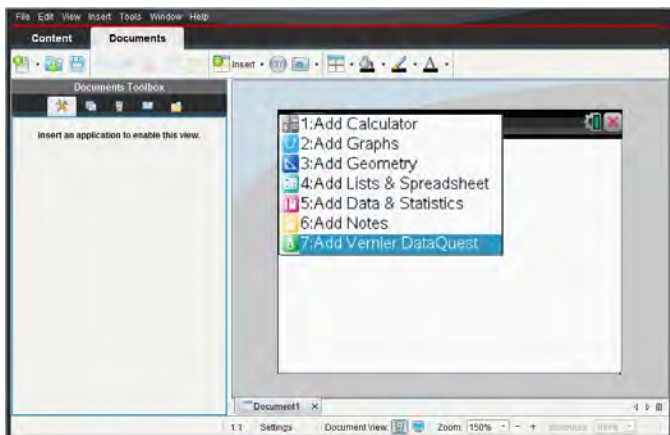 File Edit View Insert Tools Window Help
Content Documents
Insert
Documents Toolbox
Insert an application to enable this view.
1:Add Calculator
2:Add Graphs
3:Add Geometry
4:Add Lists & Spreadsheet
5:Add Data & Statistics
6:Add Notes
7:Add Vernier DataQuest
Document1
1.1 Settings Document View: Zoom: 150% - +